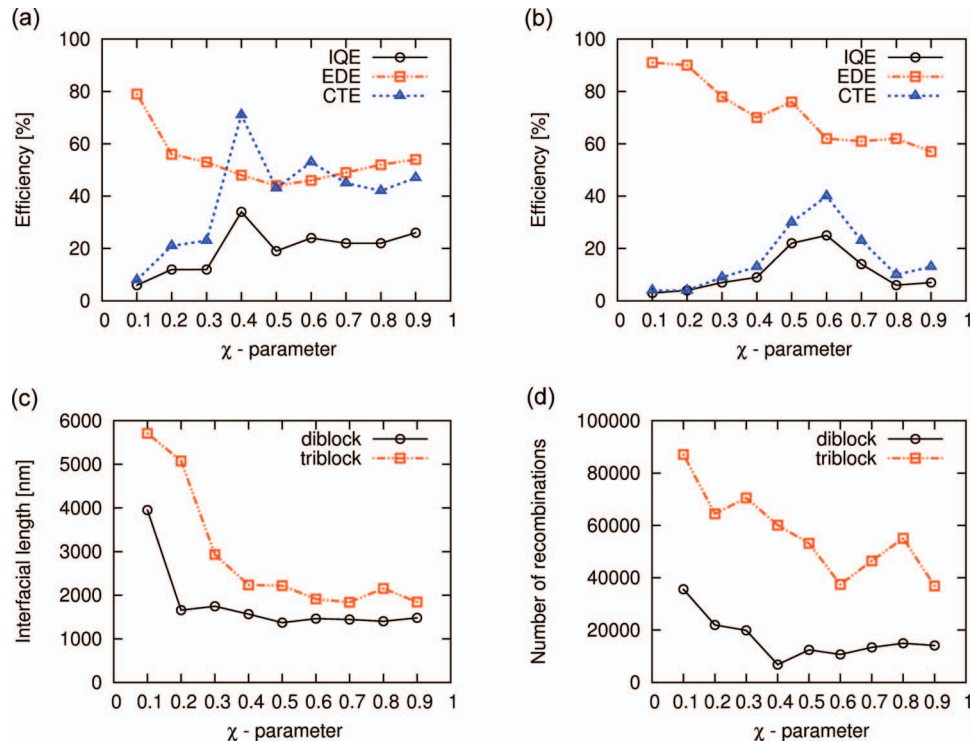 (a)
100
80
60
40
20
0
Efficiency [%]
IQE
EDE
CTE
0 0.1 0.2 0.3 0.4 0.5 0.6 0.7 0.8 0.9 1
χ - parameter
(b)
100
80
60
40
20
0
Efficiency [%]
IQE
EDE
CTE
0 0.1 0.2 0.3 0.4 0.5 0.6 0.7 0.8 0.9 1
χ - parameter
(c)
6000
5000
4000
3000
2000
1000
0
Interfacial length [nm]
diblock
triblock
0 0.1 0.2 0.3 0.4 0.5 0.6 0.7 0.8 0.9 1
χ - parameter
(d)
100000
80000
60000
40000
20000
0
Number of recombinations
diblock
triblock
0 0.1 0.2 0.3 0.4 0.5 0.6 0.7 0.8 0.9 1
χ - parameter